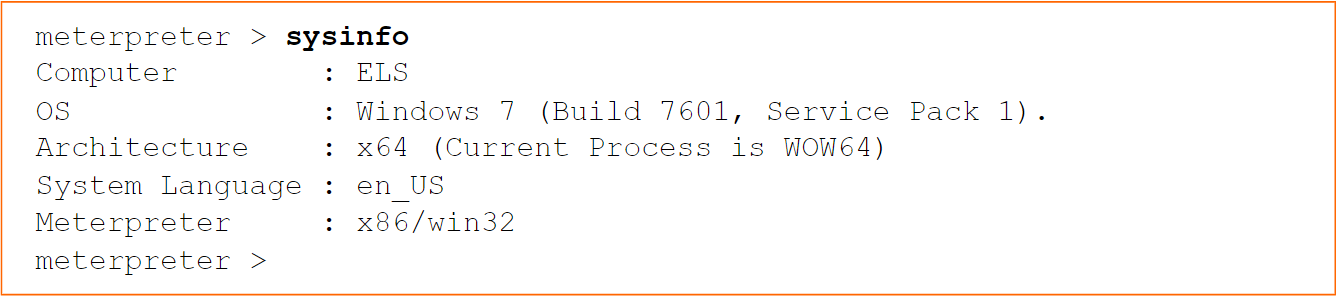 meterpreter > sysinfo
Computer : ELS
OS : Windows 7 (Build 7601, Service Pack 1).
Architecture : x64 (Current Process is WOW64)
System Language : en_US
Meterpreter : x86/win32
meterpreter >